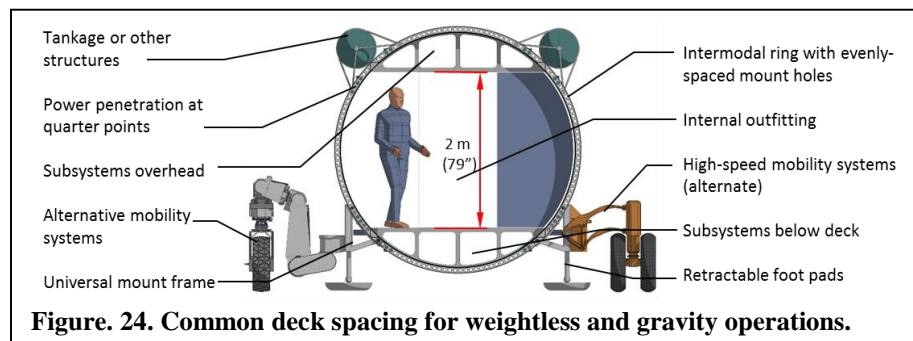 Tankage or other
structures
Power penetration at
quarter points
Subsystems overhead
Alternative mobility
systems
Universal mount frame
2 m
(79”)
Intermodal ring with evenly-
spaced mount holes
Internal outfitting
High-speed mobility systems
(alternate)
Subsystems below deck
Retractable foot pads
Figure. 24. Common deck spacing for weightless and gravity operations.